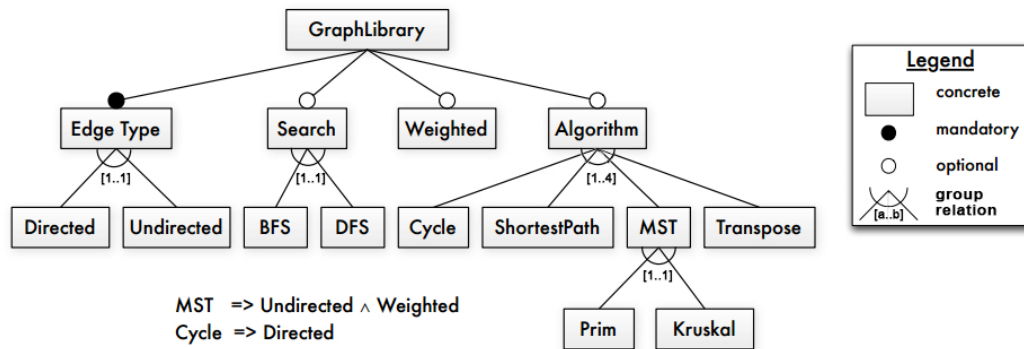 GraphLibrary
Edge Type
Search
Weighted
Algorithm
[1..1]
[1..1]
[1..4]
Directed
Undirected
BFS
DFS
Cycle
ShortestPath
MST
Transpose
[1..1]
Prim
Kruskal
MST => Undirected ∧ Weighted
Cycle => Directed
Legend
concrete
mandatory
optional
group
relation
[a..b]